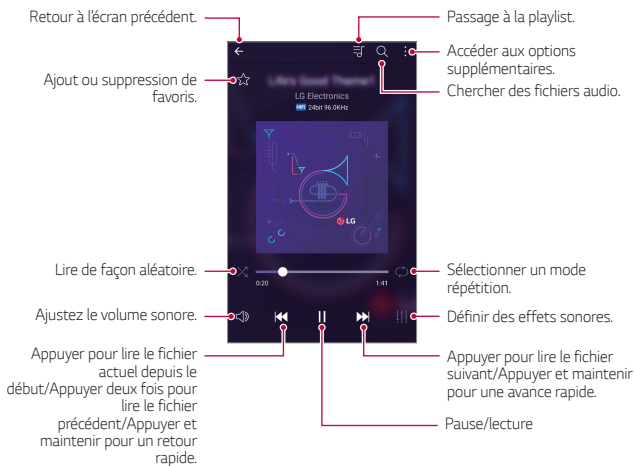 Retour à l'écran précédent.
Passage à la playlist.
Accéder aux options
supplémentaires.
Ajout ou suppression de
favoris.
Chercher des fichiers audio.
Life's Good Theme1
LG Electronics
HIFI 24bit 96.0KHz
LG
Lire de façon aléatoire.
Sélectionner un mode
répétition.
0:20
1:41
Ajustez le volume sonore.
Définir des effets sonores.
Appuyer pour lire le fichier
actuel depuis le
début/Appuyer deux fois pour
lire le fichier
précédent/Appuyer et
maintenir pour un retour
rapide.
Appuyer pour lire le fichier
suivant/Appuyer et maintenir
pour une avance rapide.
Pause/lecture